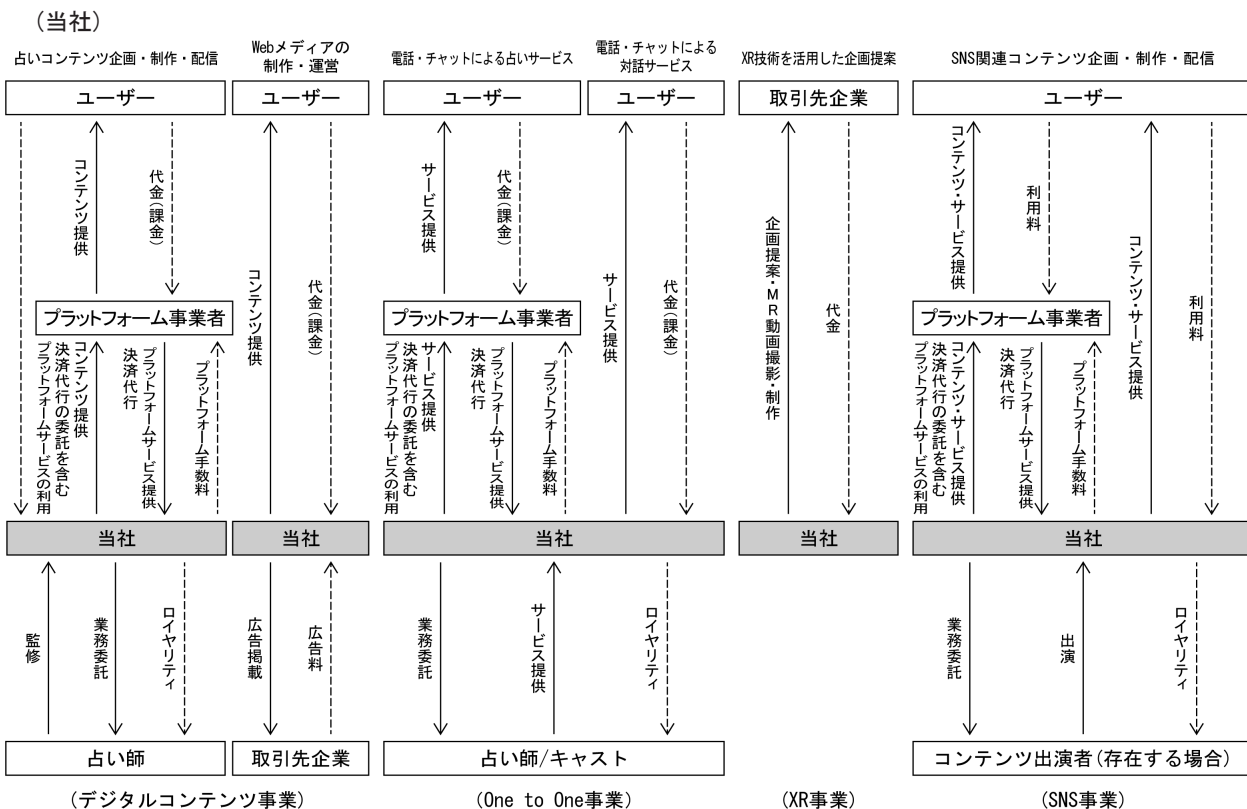 (当社)
占いコンテンツ企画・制作・配信
Webメディアの
制作・運営
電話・チャットによる占いサービス
電話・チャットによる
対話サービス
XR技術を活用した企画提案
SNS関連コンテンツ企画・制作・配信
ユーザー
ユーザー
ユーザー
ユーザー
取引先企業
ユーザー
コンテンツ提供
代金(課金)
コンテンツ提供
代金(課金)
サービス提供
代金(課金)
サービス提供
代金(課金)
企画提案・MR動画撮影・制作
代金
コンテンツ・サービス提供
利用料
コンテンツ・サービス提供
利用料
プラットフォーム事業者
プラットフォーム事業者
プラットフォーム事業者
コンテンツ提供
決済代行の委託を含む
プラットフォームサービスの利用
プラットフォームサービス提供
決済代行
プラットフォーム手数料
サービス提供
決済代行の委託を含む
プラットフォームサービスの利用
プラットフォームサービス提供
決済代行
プラットフォーム手数料
コンテンツ・サービス提供
決済代行の委託を含む
プラットフォームサービスの利用
プラットフォームサービス提供
決済代行
プラットフォーム手数料
当社
当社
当社
当社
当社
監修
業務委託
ロイヤリティ
広告掲載
広告料
業務委託
サービス提供
ロイヤリティ
業務委託
出演
ロイヤリティ
占い師
取引先企業
占い師/キャスト
コンテンツ出演者(存在する場合)
(デジタルコンテンツ事業)
(One to One事業)
(XR事業)
(SNS事業)